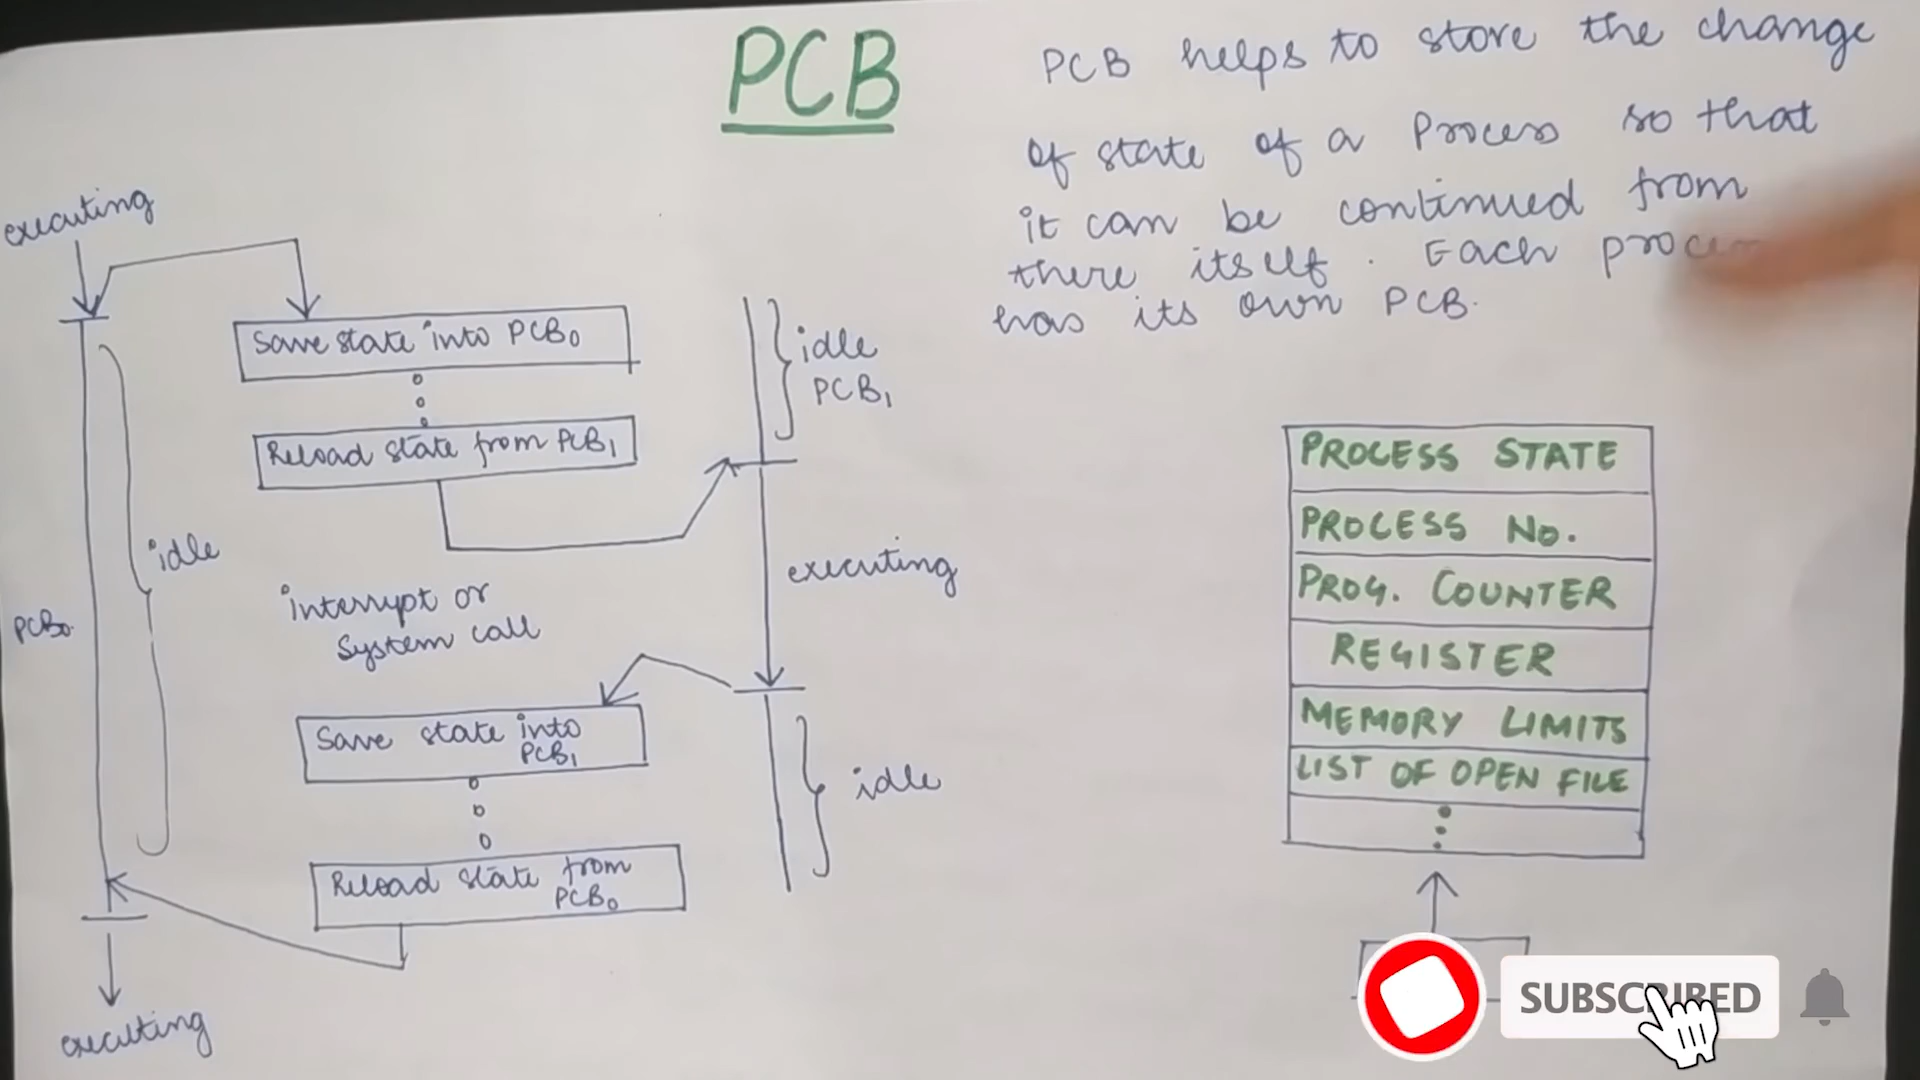 PCB
PCB helps to store the change
of state of a Process so that
it can be continued from
there itself. Each
has its own PCB.
executing
Save state into PCB0
Reload state from PCB1
idle
PCB1
idle
executing
PCB0
interrupt or
System call
Save state into
PCB1
idle
Reload state from
PCB0
executing
PROCESS STATE
PROCESS No.
PROG. COUNTER
REGISTER
MEMORY LIMITS
LIST OF OPEN FILE
SUBSCRIBED